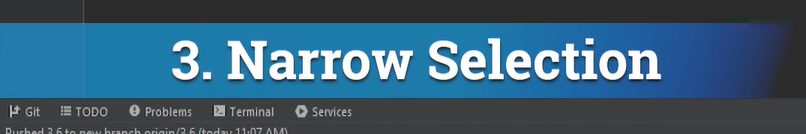 3. Narrow Selection
Git TODO Problems Terminal Services
Pushed 3.6 to new branch origin/3.6 (today 11:07 AM)